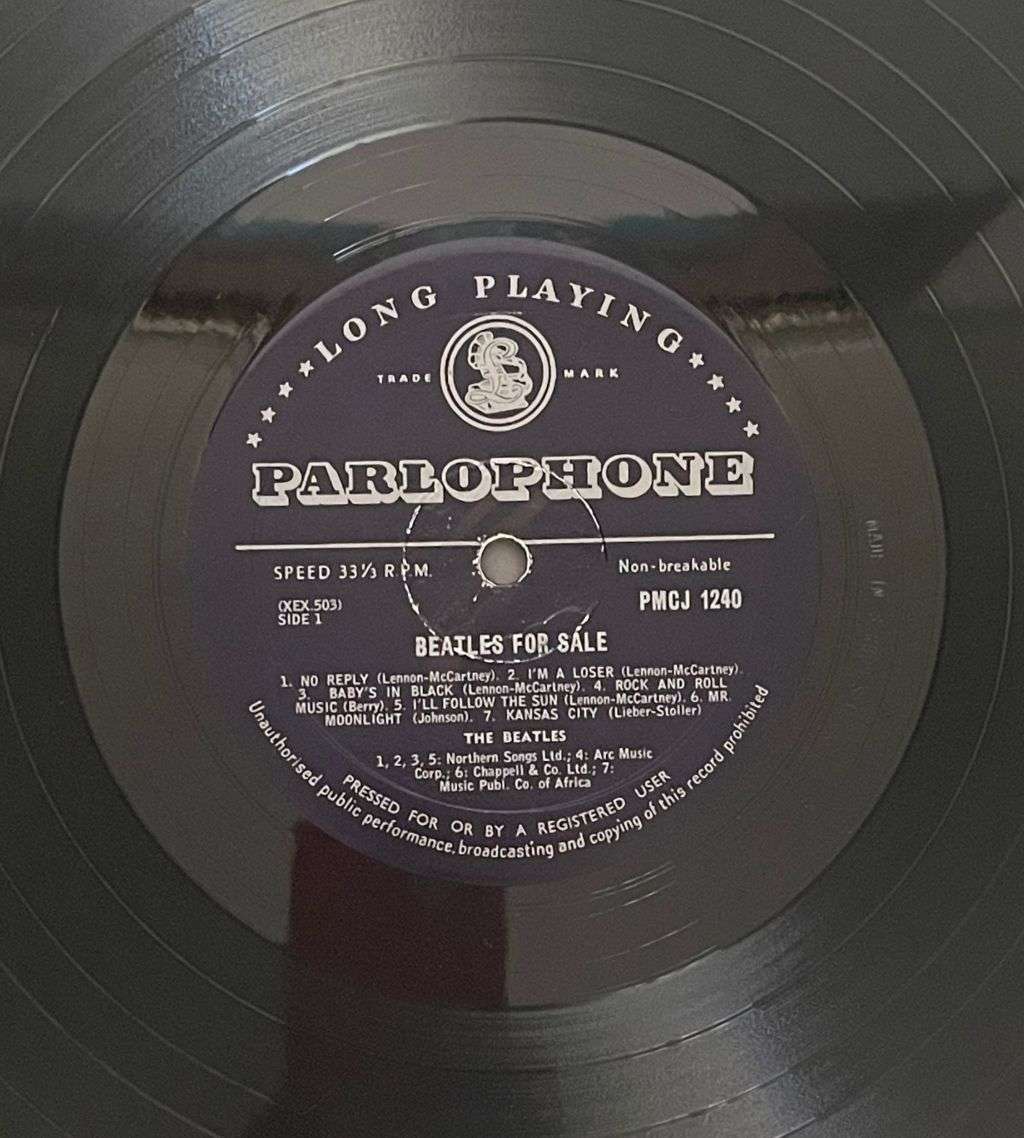 ★★★★LONG PLAYING★★★★
TRADE MARK
PARLOPHONE
SPEED 33⅓ R.P.M.
Non-breakable
(XEX.503)
SIDE 1
PMCJ 1240
BEATLES FOR SALE
1. NO REPLY (Lennon-McCartney). 2. I'M A LOSER (Lennon-McCartney).
3. BABY'S IN BLACK (Lennon-McCartney). 4. ROCK AND ROLL
MUSIC (Berry). 5. I'LL FOLLOW THE SUN (Lennon-McCartney). 6. MR.
MOONLIGHT (Johnson). 7. KANSAS CITY (Lieber-Stoller)
THE BEATLES
1, 2, 3, 5: Northern Songs Ltd.; 4: Arc Music
Corp.; 6: Chappell & Co. Ltd.; 7:
Music Publ. Co. of Africa
PRESSED FOR OR BY A REGISTERED USER
Unauthorised public performance, broadcasting and copying of this record prohibited
MADE IN